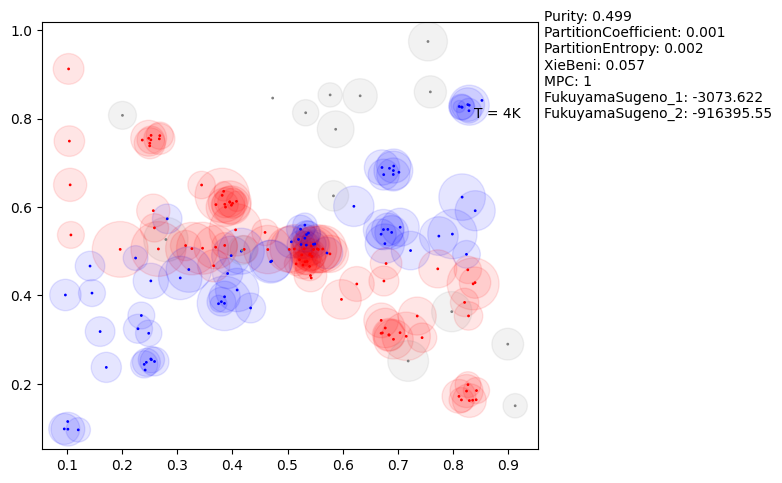 Purity: 0.499
PartitionCoefficient: 0.001
PartitionEntropy: 0.002
XieBeni: 0.057
MPC: 1
FukuyamaSugeno_1: -3073.622
FukuyamaSugeno_2: -916395.55
T = 4K
1.0
0.8
0.6
0.4
0.2
0.1 0.2 0.3 0.4 0.5 0.6 0.7 0.8 0.9